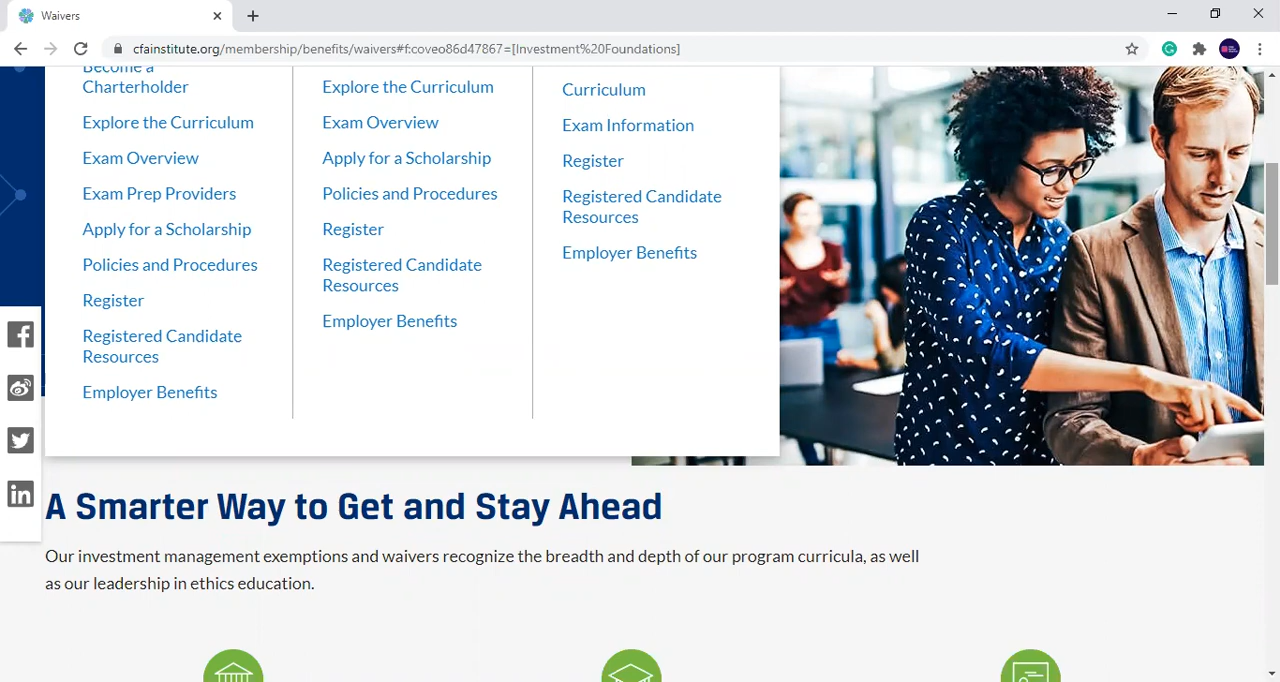 Waivers
cfainstitute.org/membership/benefits/waivers#f:coveo86d47867=[Investment%20Foundations]
Become a
Charterholder
Explore the Curriculum
Exam Overview
Exam Prep Providers
Apply for a Scholarship
Policies and Procedures
Register
Registered Candidate
Resources
Employer Benefits
Explore the Curriculum
Exam Overview
Apply for a Scholarship
Policies and Procedures
Register
Registered Candidate
Resources
Employer Benefits
Curriculum
Exam Information
Register
Registered Candidate
Resources
Employer Benefits
A Smarter Way to Get and Stay Ahead
Our investment management exemptions and waivers recognize the breadth and depth of our program curricula, as well
as our leadership in ethics education.